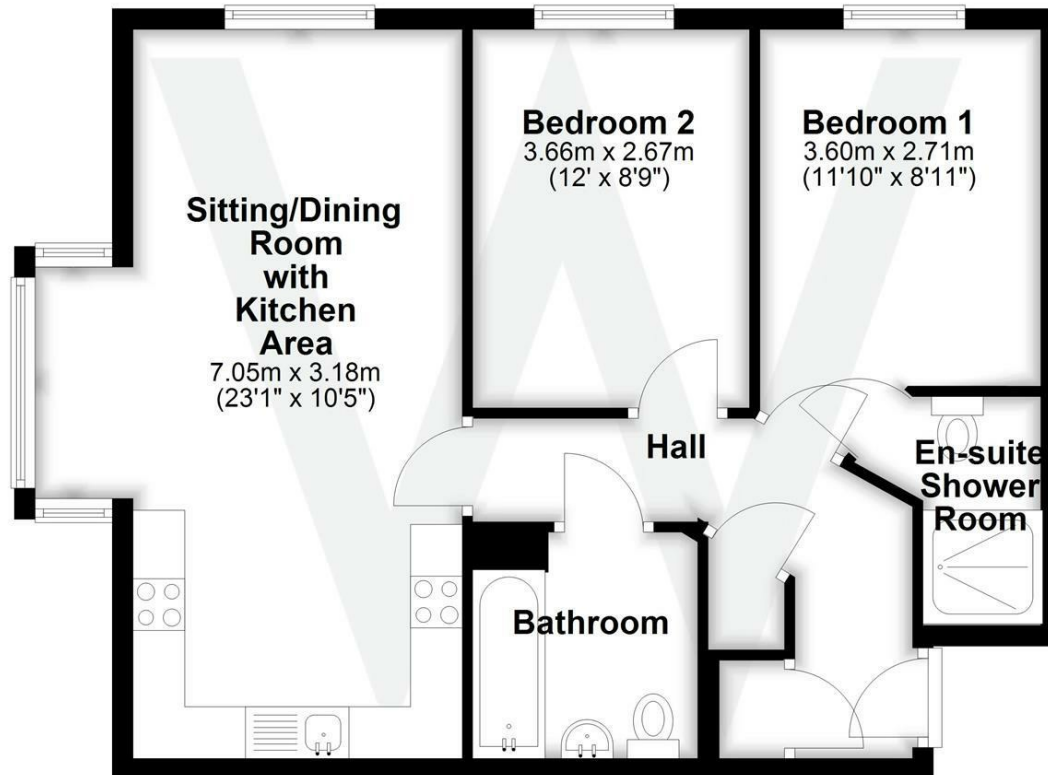 Sitting/Dining
Room
with
Kitchen
Area
7.05m x 3.18m
(23'1" x 10'5")
Bedroom 2
3.66m x 2.67m
(12' x 8'9")
Bedroom 1
3.60m x 2.71m
(11'10" x 8'11")
Hall
En-suite
Shower
Room
Bathroom